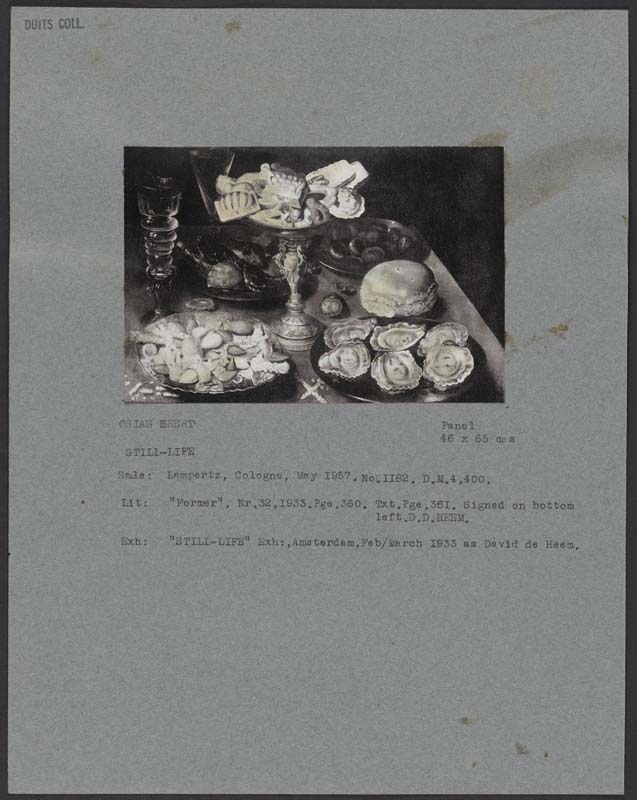 DUITS COLL.
OSIAS BEERT
Panel
46 x 65 cms
STILL-LIFE
Sale: Lempertz, Cologne, May 1957. No.1182. D.M.4,400.
Lit: "Former", Nr.32,1933.Pge.360. Txt.Pge.361. Signed on bottom
left.D.D.HEEM.
Exh: "STILL-LIFE" Exh:,Amsterdam,Feb/March 1933 as David de Heem.